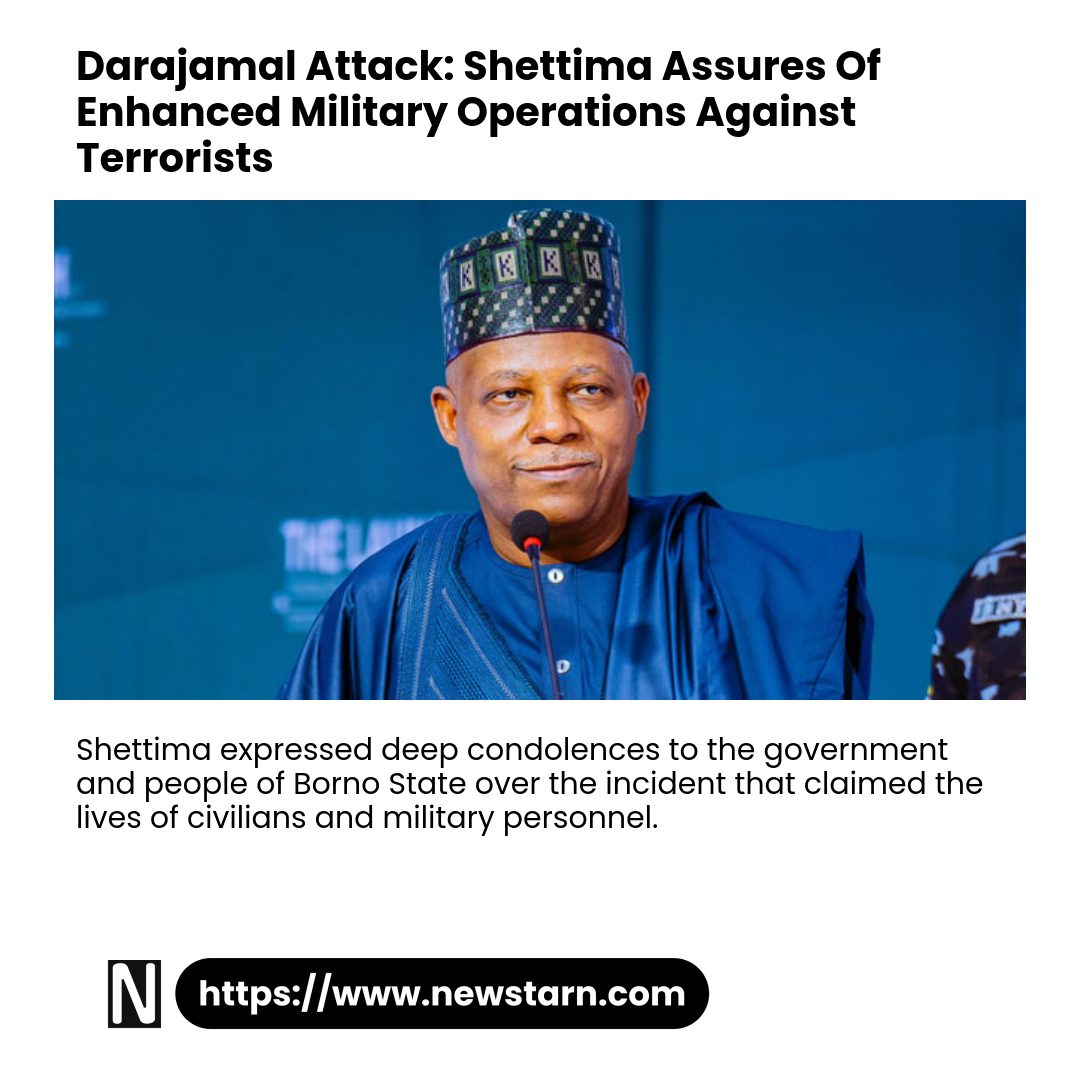 Darajamal Attack: Shettima Assures Of
Enhanced Military Operations Against
Terrorists
K K K K
THE LAU
Shettima expressed deep condolences to the government
and people of Borno State over the incident that claimed the
lives of civilians and military personnel.
N
https://www.newstarn.com